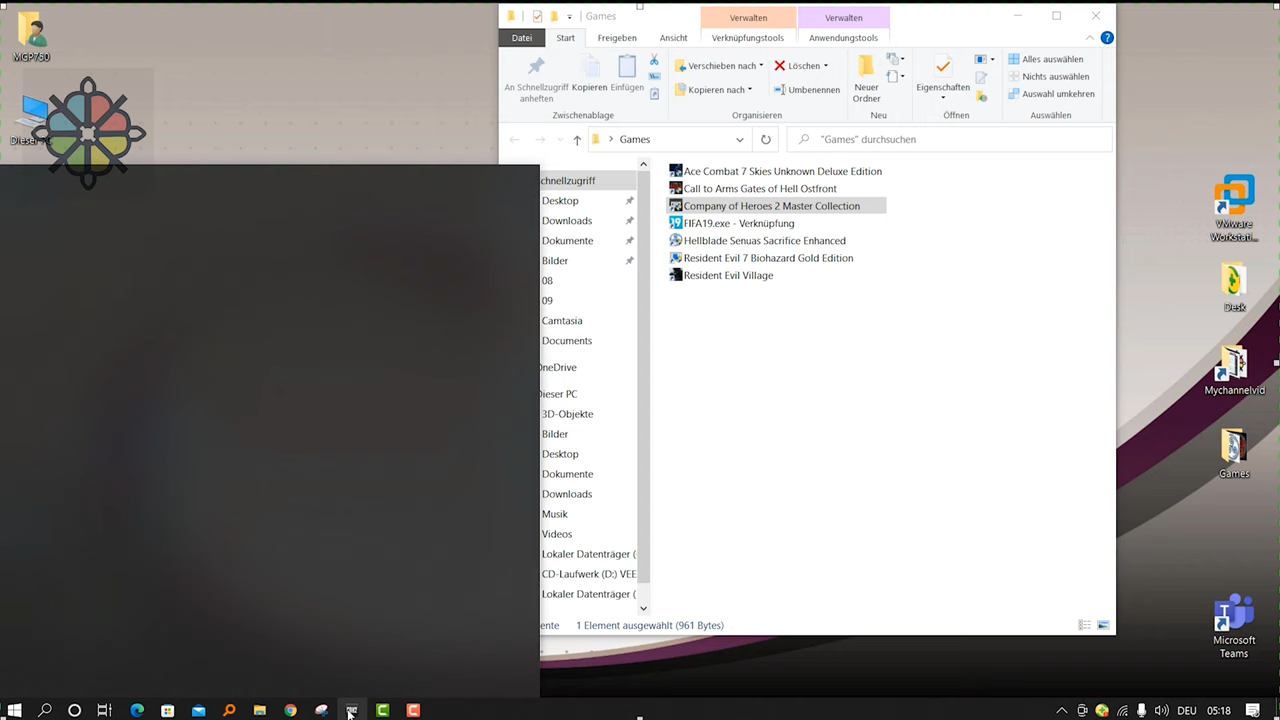 MGP730
Dieser PC
Games
Verwalten
Verwalten
Datei
Start
Freigeben
Ansicht
Verknüpfungstools
Anwendungstools
An Schnellzugriff
anheften
Kopieren
Einfügen
Zwischenablage
Verschieben nach
Kopieren nach
Löschen
Umbenennen
Organisieren
Neuer
Ordner
Neu
Eigenschaften
Öffnen
Alles auswählen
Nichts auswählen
Auswahl umkehren
Auswählen
Games
"Games" durchsuchen
chnellzugriff
Desktop
Downloads
Dokumente
Bilder
08
09
Camtasia
Documents
OneDrive
Dieser PC
3D-Objekte
Bilder
Desktop
Dokumente
Downloads
Musik
Videos
Lokaler Datenträger (
CD-Laufwerk (D:) VEE
Lokaler Datenträger (
Ace Combat 7 Skies Unknown Deluxe Edition
Call to Arms Gates of Hell Ostfront
Company of Heroes 2 Master Collection
FIFA19.exe - Verknüpfung
Hellblade Senuas Sacrifice Enhanced
Resident Evil 7 Biohazard Gold Edition
Resident Evil Village
ente
1 Element ausgewählt (961 Bytes)
VMware
Workstati...
Desk
Mychannelvid
Games
Microsoft
Teams
DEU
05:18